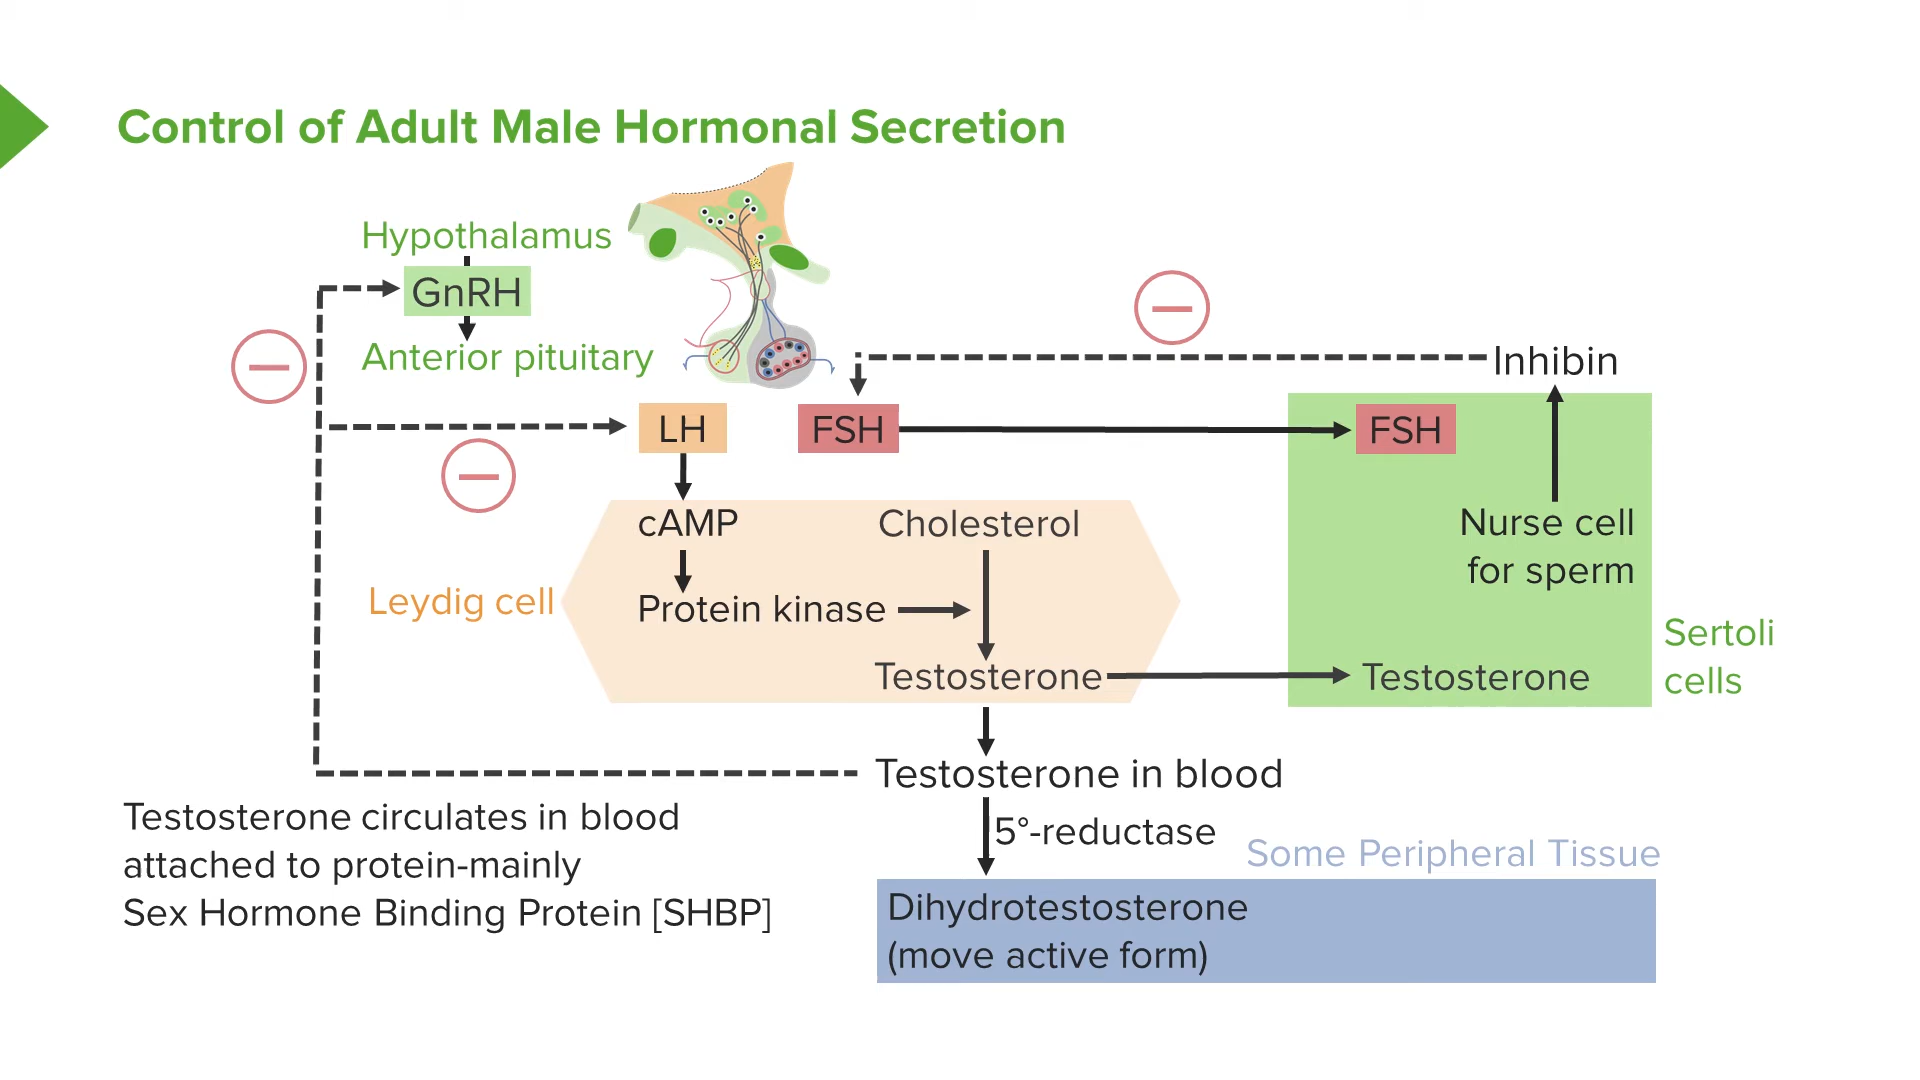 Control of Adult Male Hormonal Secretion
Hypothalamus
GnRH
Anterior pituitary
LH
FSH
FSH
Inhibin
cAMP
Cholesterol
Nurse cell
for sperm
Leydig cell
Protein kinase
Testosterone
Testosterone
Sertoli
cells
Testosterone in blood
5°-reductase
Some Peripheral Tissue
Dihydrotestosterone
(move active form)
Testosterone circulates in blood
attached to protein-mainly
Sex Hormone Binding Protein [SHBP]